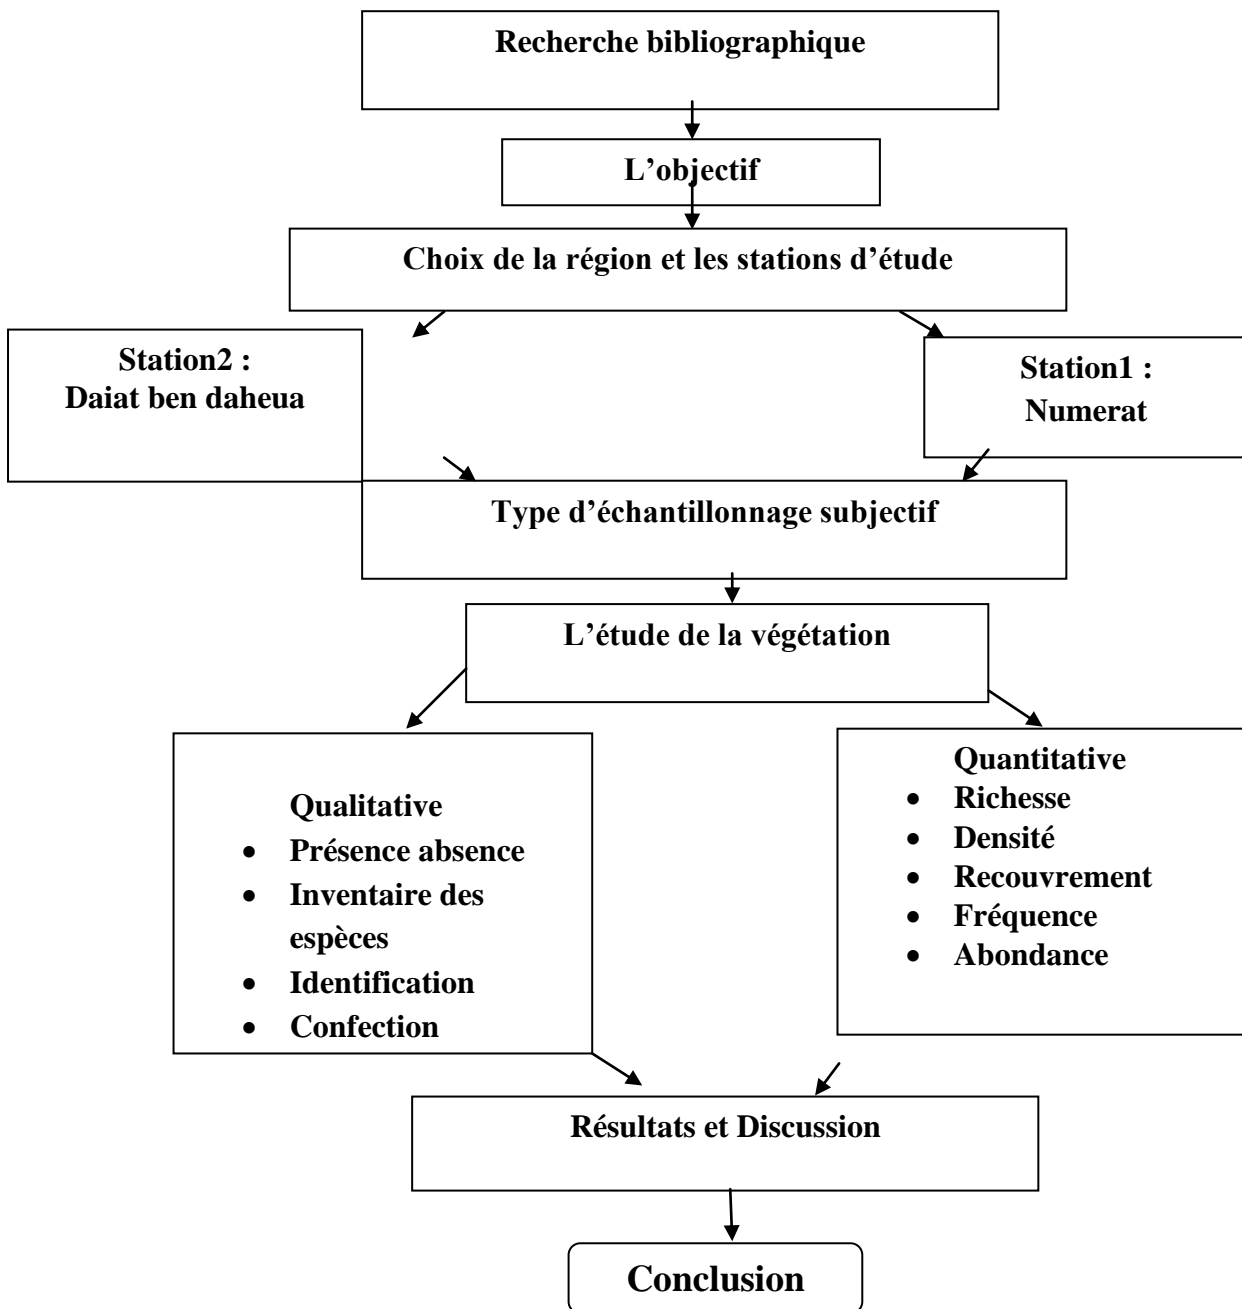 Recherche bibliographique
L’objectif
Choix de la région et les stations d’étude
Station2 :
Daiat ben daheua
Station1 :
Numerat
Type d’échantillonnage subjectif
L’étude de la végétation
Qualitative
• Présence absence
• Inventaire des
espèces
• Identification
• Confection
Quantitative
• Richesse
• Densité
• Recouvrement
• Fréquence
• Abondance
Résultats et Discussion
Conclusion